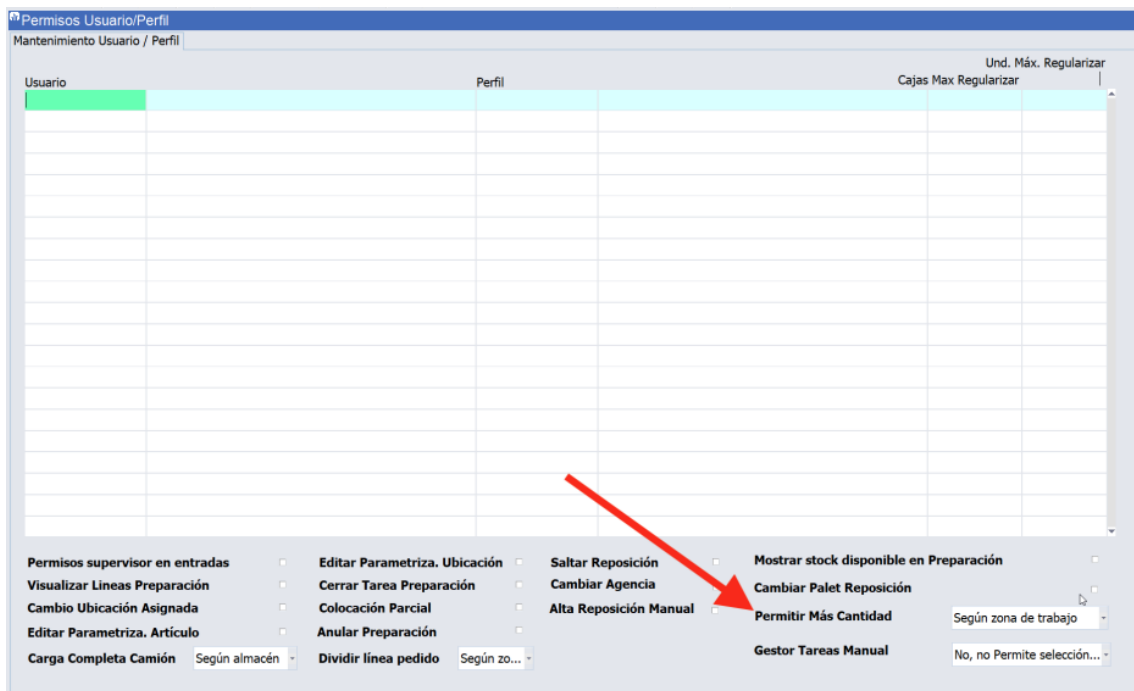 Permisos Usuario/Perfil
Mantenimiento Usuario / Perfil
Und. Máx. Regularizar
Usuario Perfil Cajas Max Regularizar
Permisos supervisor en entradas Editar Parametriza. Ubicación Saltar Reposición Mostrar stock disponible en Preparación
Visualizar Lineas Preparación Cerrar Tarea Preparación Cambiar Agencia Cambiar Palet Reposición
Cambio Ubicación Asignada Colocación Parcial Alta Reposición Manual Permitir Más Cantidad Según zona de trabajo
Editar Parametriza. Artículo Anular Preparación
Carga Completa Camión Según almacén Dividir línea pedido Según zo... Gestor Tareas Manual No, no Permite selección...